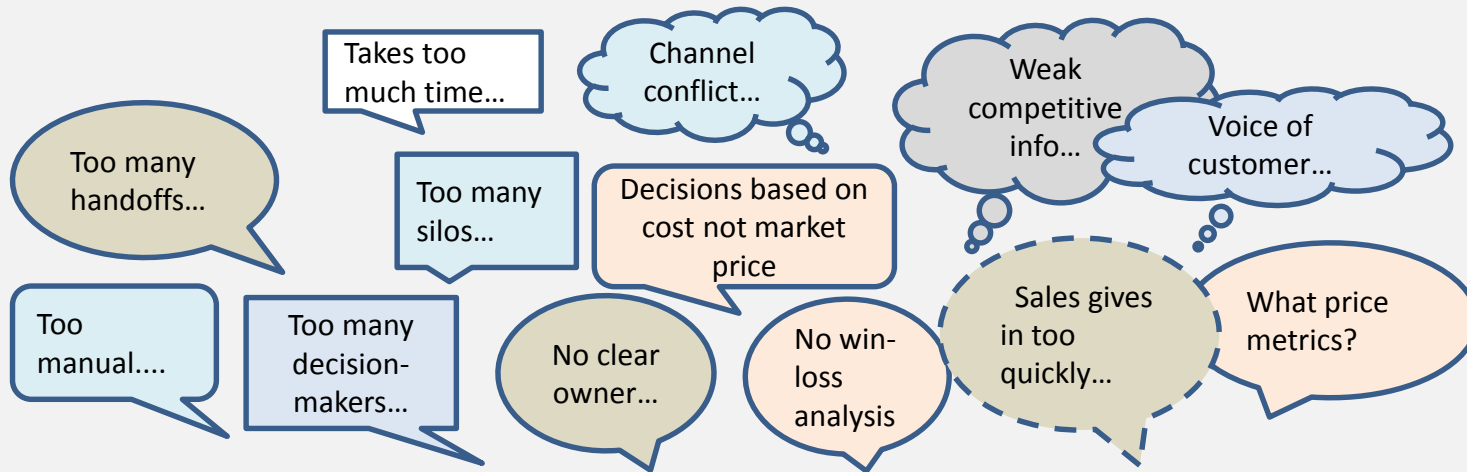 Takes too
much time…
Channel
conflict…
Weak
competitive
info…
Voice of
customer…
Too many
handoffs…
Too many
silos…
Decisions based on
cost not market
price
Too
manual....
Too many
decision-
makers…
No clear
owner…
No win-
loss
analysis
Sales gives
in too
quickly…
What price
metrics?